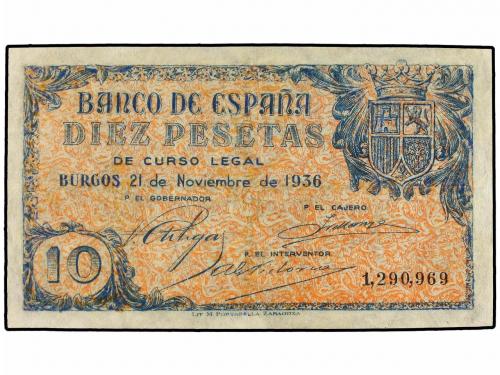 BANCO DE ESPAÑA
DIEZ PESETAS
DE CURSO LEGAL
BURGOS 21 de Noviembre de 1936
P. EL GOBERNADOR
P. EL CAJERO
P. EL INTERVENTOR
10
1,290,969
LIT. M. PORTABELLA ZARAGOZA